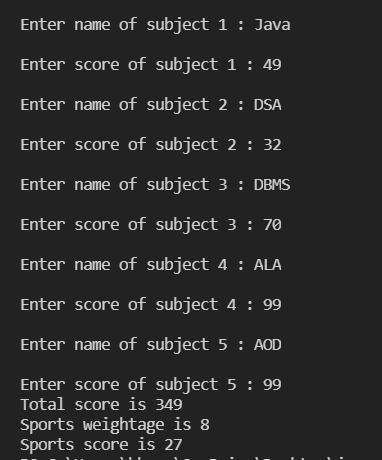 Enter name of subject 1 : Java
Enter score of subject 1 : 49
Enter name of subject 2 : DSA
Enter score of subject 2 : 32
Enter name of subject 3 : DBMS
Enter score of subject 3 : 70
Enter name of subject 4 : ALA
Enter score of subject 4 : 99
Enter name of subject 5 : AOD
Enter score of subject 5 : 99
Total score is 349
Sports weightage is 8
Sports score is 27